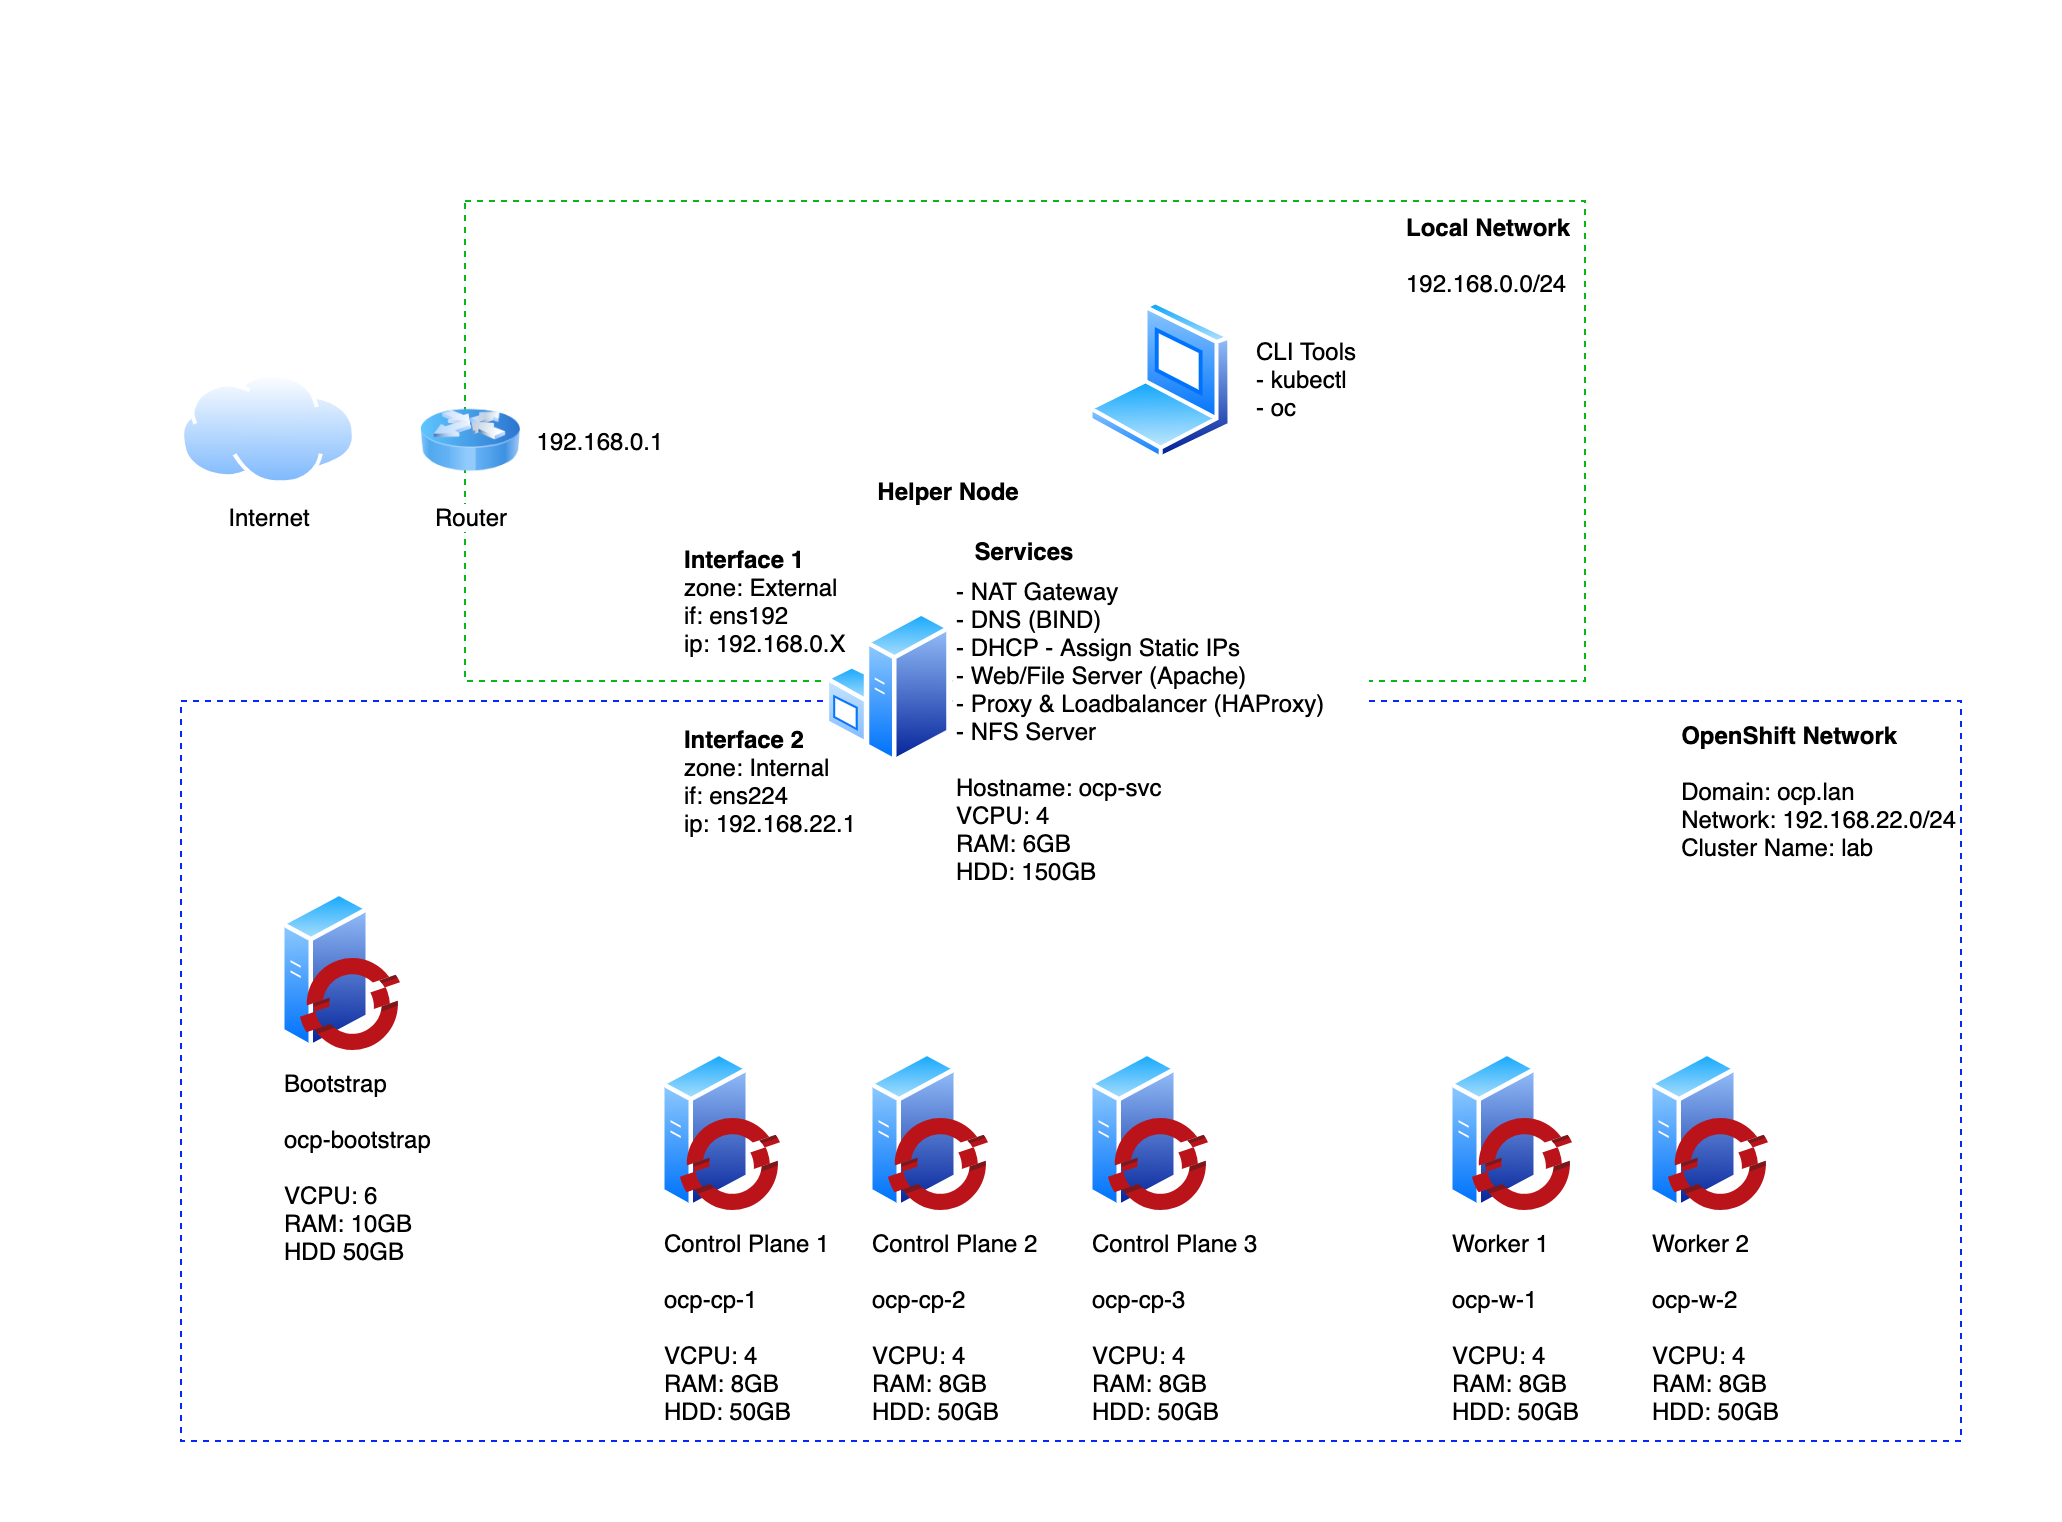 Local Network
192.168.0.0/24
CLI Tools
- kubectl
- oc
192.168.0.1
Internet
Router
Helper Node
Interface 1
zone: External
if: ens192
ip: 192.168.0.X
Services
- NAT Gateway
- DNS (BIND)
- DHCP - Assign Static IPs
- Web/File Server (Apache)
- Proxy & Loadbalancer (HAProxy)
- NFS Server
Interface 2
zone: Internal
if: ens224
ip: 192.168.22.1
Hostname: ocp-svc
VCPU: 4
RAM: 6GB
HDD: 150GB
OpenShift Network
Domain: ocp.lan
Network: 192.168.22.0/24
Cluster Name: lab
Bootstrap
ocp-bootstrap
VCPU: 6
RAM: 10GB
HDD 50GB
Control Plane 1
ocp-cp-1
VCPU: 4
RAM: 8GB
HDD: 50GB
Control Plane 2
ocp-cp-2
VCPU: 4
RAM: 8GB
HDD: 50GB
Control Plane 3
ocp-cp-3
VCPU: 4
RAM: 8GB
HDD: 50GB
Worker 1
ocp-w-1
VCPU: 4
RAM: 8GB
HDD: 50GB
Worker 2
ocp-w-2
VCPU: 4
RAM: 8GB
HDD: 50GB